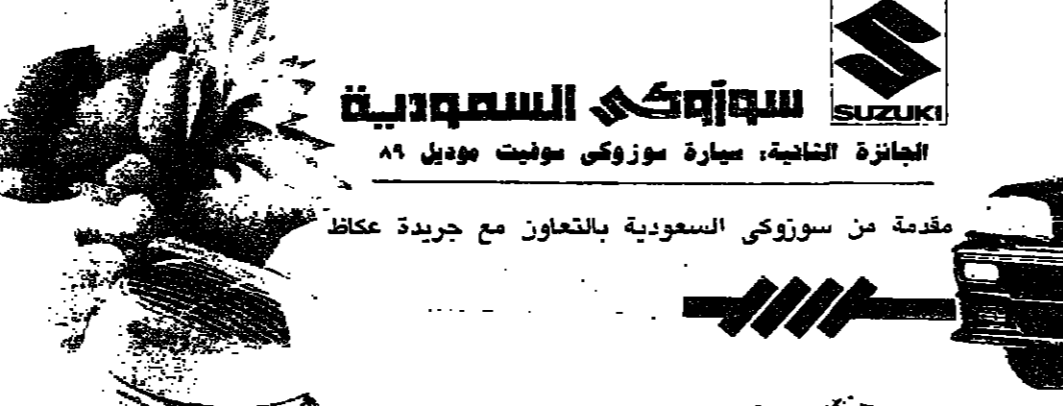 SUZUKI
سوزوكي السعودية
الجائزة الثانية: سيارة سوزوكي سوفيت موديل ٨٩
مقدمة من سوزوكي السعودية بالتعاون مع جريدة عكاظ